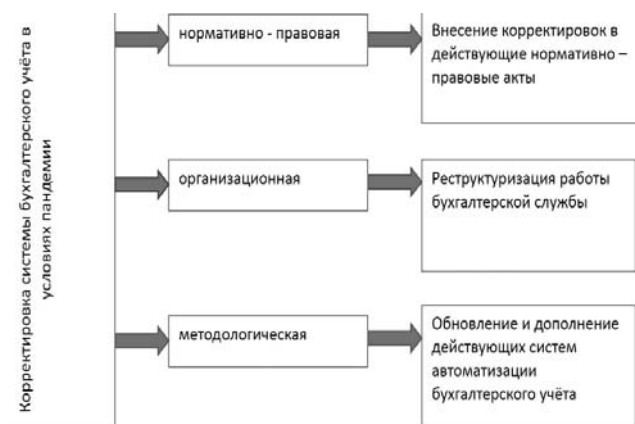 Корректировка системы бухгалтерского учёта в
условиях пандемии
нормативно - правовая
Внесение корректировок в
действующие нормативно –
правовые акты
организационная
Реструктуризация работы
бухгалтерской службы
методологическая
Обновление и дополнение
действующих систем
автоматизации
бухгалтерского учёта